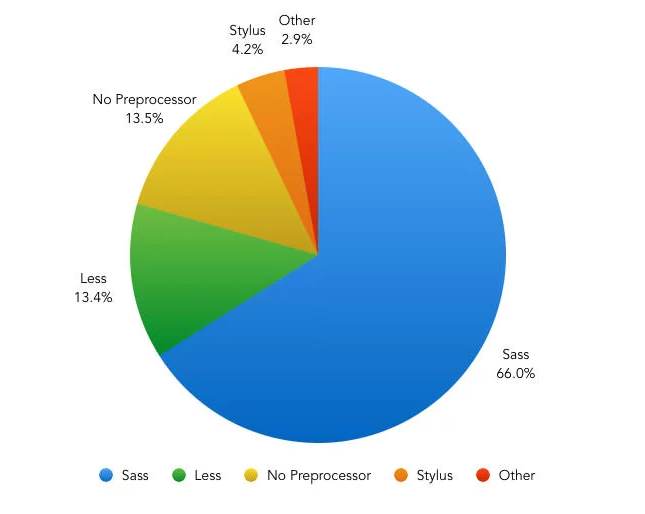 Other
2.9%
Stylus
4.2%
No Preprocessor
13.5%
Less
13.4%
Sass
66.0%
Sass Less No Preprocessor Stylus Other